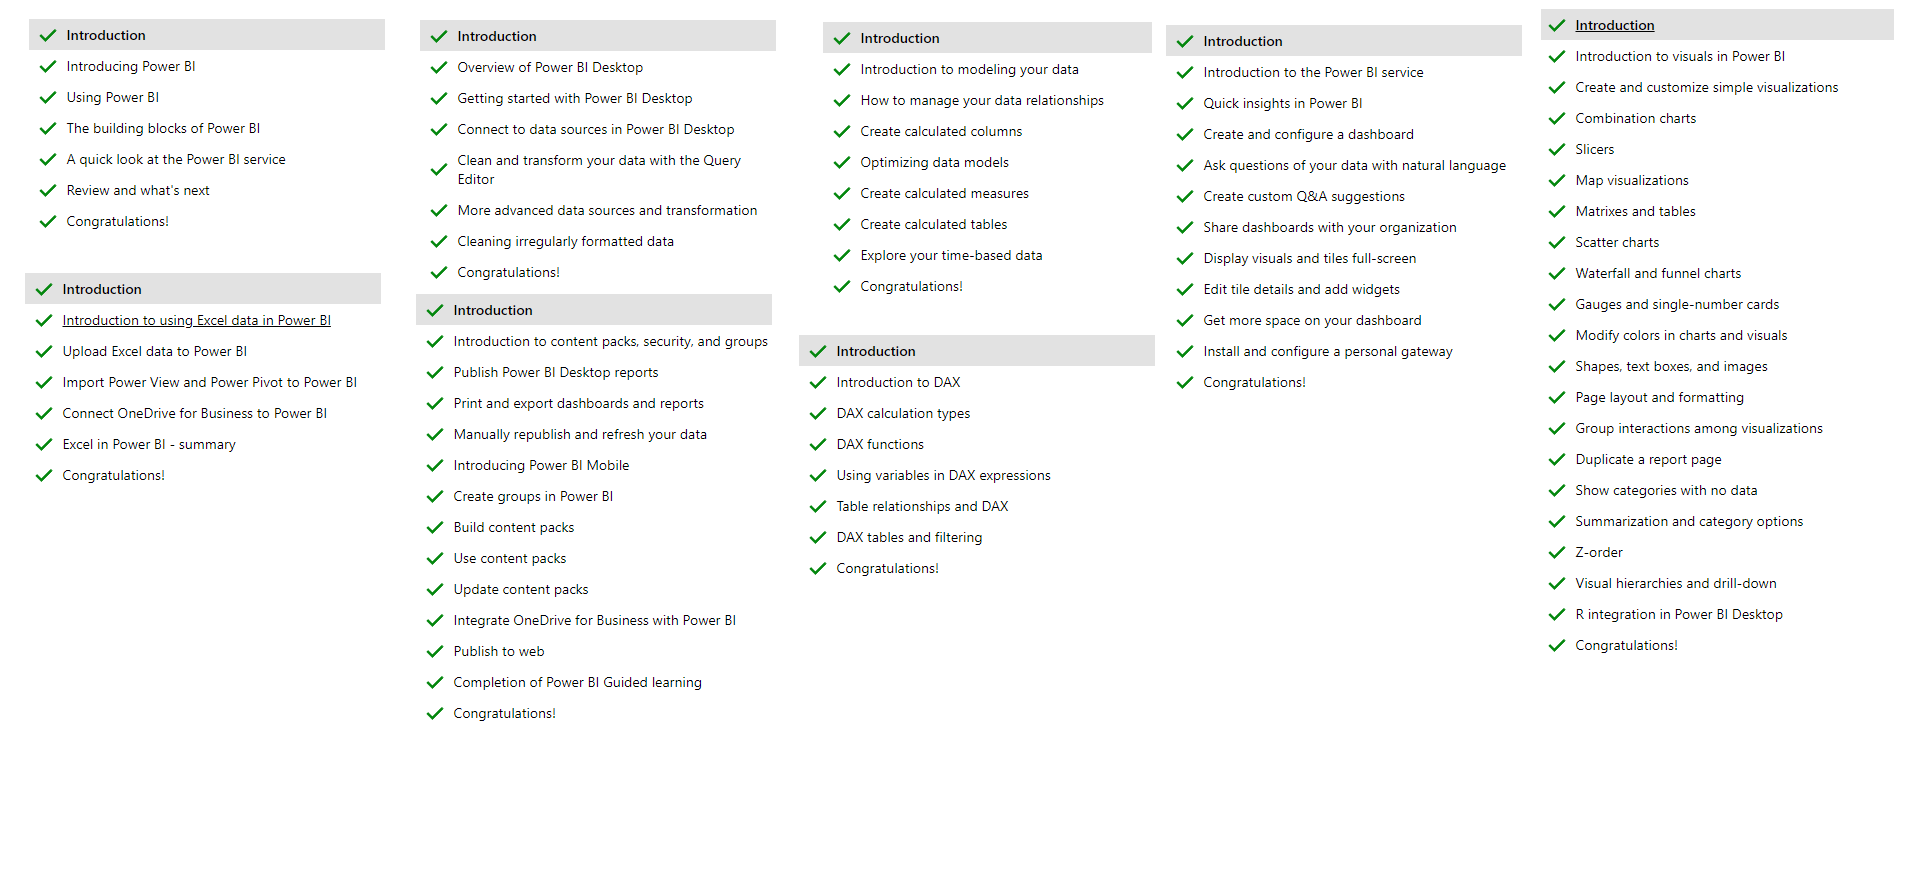 Introduction
Introducing Power BI
Using Power BI
The building blocks of Power BI
A quick look at the Power BI service
Review and what's next
Congratulations!
Introduction
Introduction to using Excel data in Power BI
Upload Excel data to Power BI
Import Power View and Power Pivot to Power BI
Connect OneDrive for Business to Power BI
Excel in Power BI - summary
Congratulations!
Introduction
Overview of Power BI Desktop
Getting started with Power BI Desktop
Connect to data sources in Power BI Desktop
Clean and transform your data with the Query
Editor
More advanced data sources and transformation
Cleaning irregularly formatted data
Congratulations!
Introduction
Introduction to content packs, security, and groups
Publish Power BI Desktop reports
Print and export dashboards and reports
Manually republish and refresh your data
Introducing Power BI Mobile
Create groups in Power BI
Build content packs
Use content packs
Update content packs
Integrate OneDrive for Business with Power BI
Publish to web
Completion of Power BI Guided learning
Congratulations!
Introduction
Introduction to modeling your data
How to manage your data relationships
Create calculated columns
Optimizing data models
Create calculated measures
Create calculated tables
Explore your time-based data
Congratulations!
Introduction
Introduction to DAX
DAX calculation types
DAX functions
Using variables in DAX expressions
Table relationships and DAX
DAX tables and filtering
Congratulations!
Introduction
Introduction to the Power BI service
Quick insights in Power BI
Create and configure a dashboard
Ask questions of your data with natural language
Create custom Q&A suggestions
Share dashboards with your organization
Display visuals and tiles full-screen
Edit tile details and add widgets
Get more space on your dashboard
Install and configure a personal gateway
Congratulations!
Introduction
Introduction to visuals in Power BI
Create and customize simple visualizations
Combination charts
Slicers
Map visualizations
Matrixes and tables
Scatter charts
Waterfall and funnel charts
Gauges and single-number cards
Modify colors in charts and visuals
Shapes, text boxes, and images
Page layout and formatting
Group interactions among visualizations
Duplicate a report page
Show categories with no data
Summarization and category options
Z-order
Visual hierarchies and drill-down
R integration in Power BI Desktop
Congratulations!